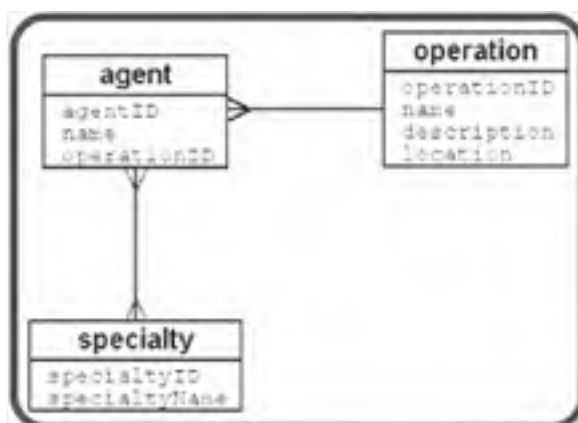 agent
agentID
name
operationID
operation
operationID
name
description
location
specialty
specialtyID
specialtyName